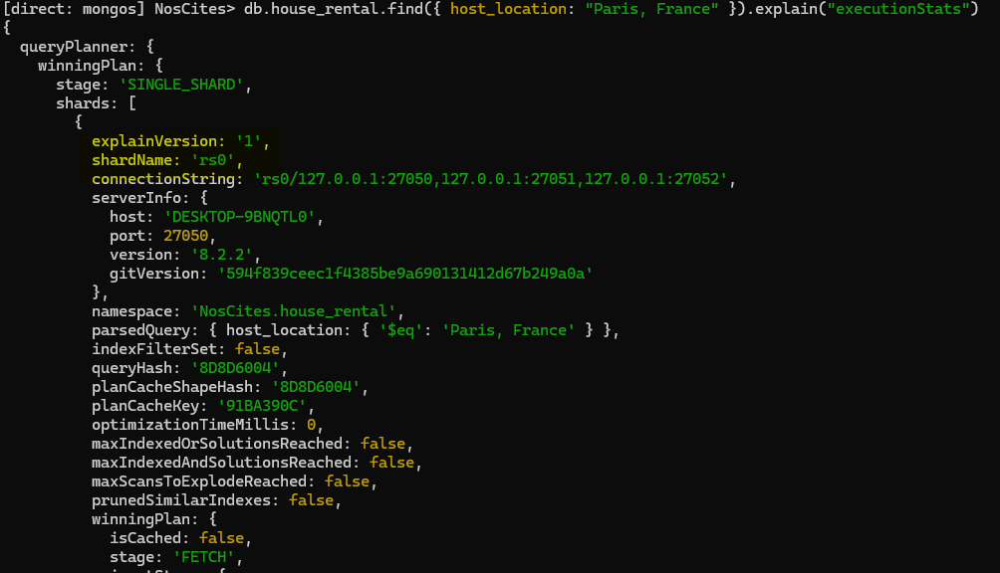 [direct: mongos] NosCites> db.house_rental.find({ host_location: "Paris, France" }).explain("executionStats")
{
  queryPlanner: {
    winningPlan: {
      stage: 'SINGLE_SHARD',
      shards: [
        {
          explainVersion: '1',
          shardName: 'rs0',
          connectionString: 'rs0/127.0.0.1:27050,127.0.0.1:27051,127.0.0.1:27052',
          serverInfo: {
            host: 'DESKTOP-9BNQTL0',
            port: 27050,
            version: '8.2.2',
            gitVersion: '594f839ceec1f4385be9a690131412d67b249a0a'
          },
          namespace: 'NosCites.house_rental',
          parsedQuery: { host_location: { '$eq': 'Paris, France' } },
          indexFilterSet: false,
          queryHash: '8D8D6004',
          planCacheShapeHash: '8D8D6004',
          planCacheKey: '91BA390C',
          optimizationTimeMillis: 0,
          maxIndexedOrSolutionsReached: false,
          maxIndexedAndSolutionsReached: false,
          maxScansToExplodeReached: false,
          prunedSimilarIndexes: false,
          winningPlan: {
            isCached: false,
            stage: 'FETCH',